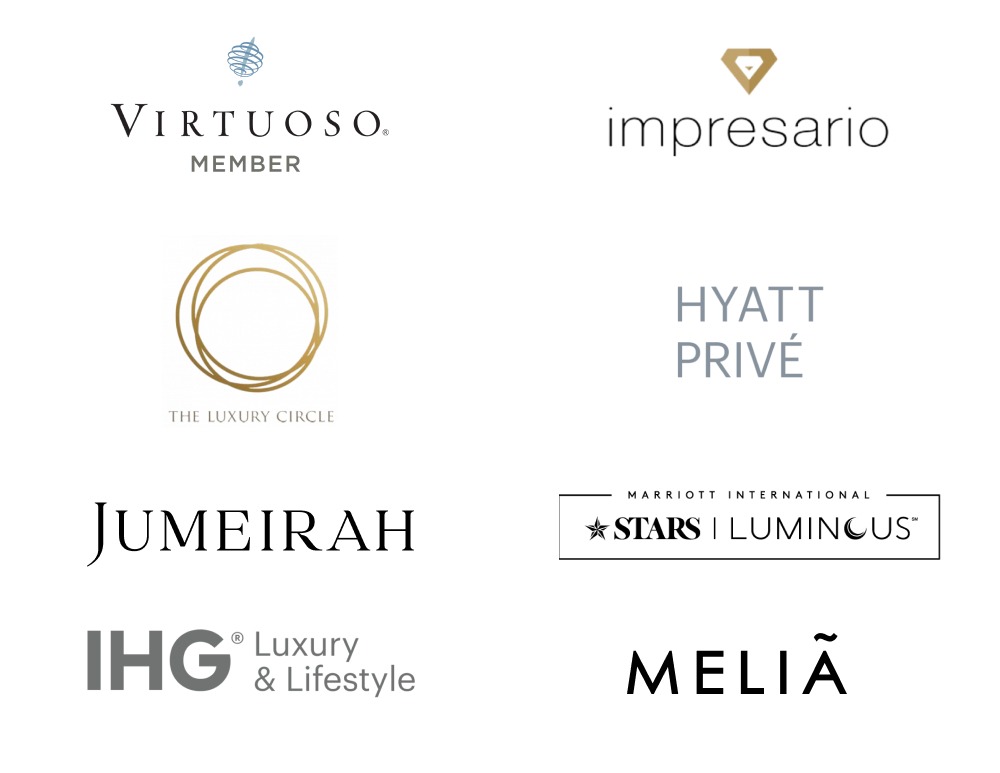 VIRTUOSO®
MEMBER
impresario
THE LUXURY CIRCLE
HYATT
PRIVÉ
JUMEIRAH
MARRIOTT INTERNATIONAL
STARS | LUMINOUS℠
IHG® Luxury
& Lifestyle
MELIÃ